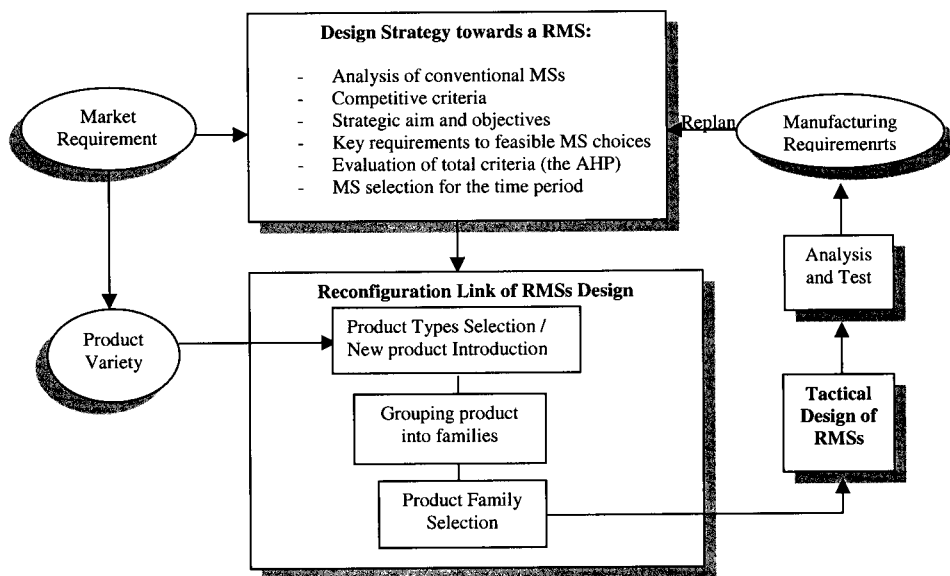 Design Strategy towards a RMS:
- Analysis of conventional MSs
- Competitive criteria
- Strategic aim and objectives
- Key requirements to feasible MS choices
- Evaluation of total criteria (the AHP)
- MS selection for the time period
Market
Requirement
Replan
Manufacturing
Requiremenrts
Analysis
and Test
Reconfiguration Link of RMSs Design
Product Types Selection /
New product Introduction
Product
Variety
Grouping product
into families
Tactical
Design of
RMSs
Product Family
Selection